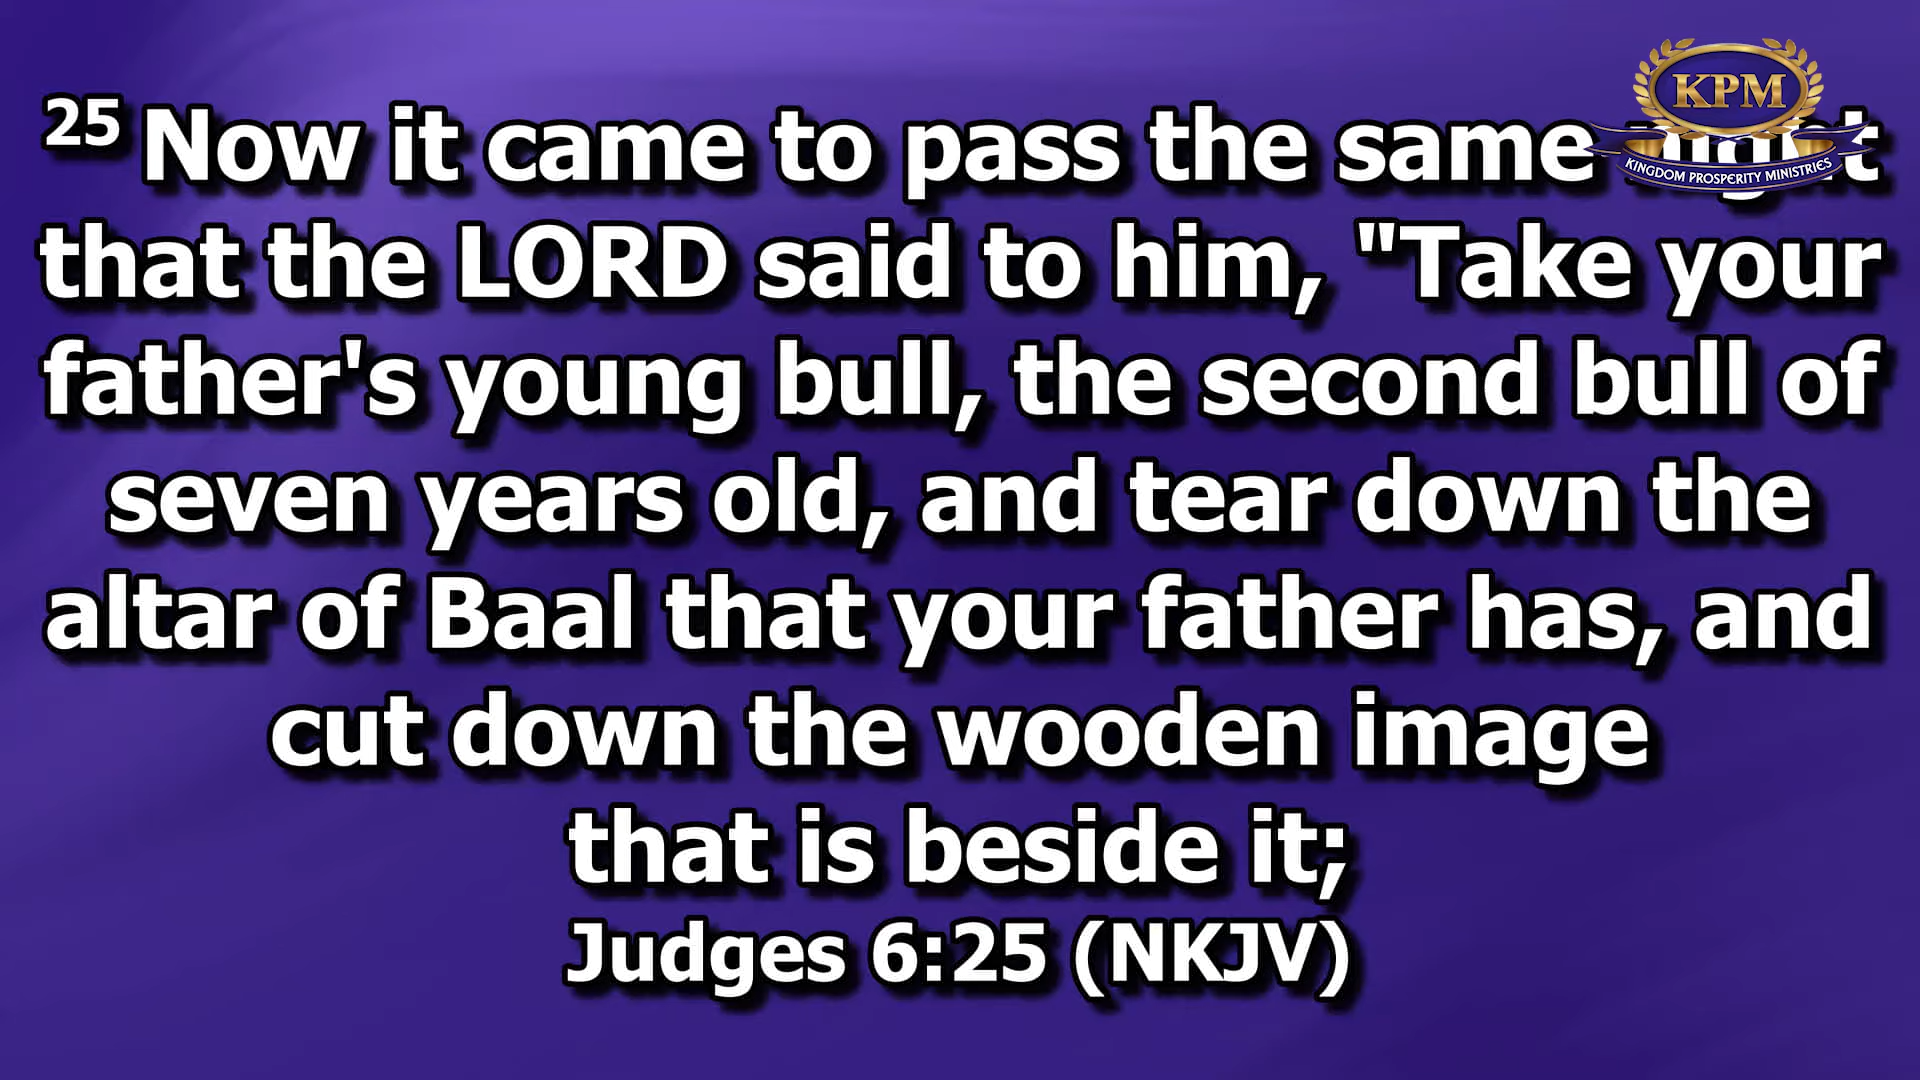 KPM
KINGDOM PROSPERITY MINISTRIES
25 Now it came to pass the same
that the LORD said to him, "Take your
father's young bull, the second bull of
seven years old, and tear down the
altar of Baal that your father has, and
cut down the wooden image
that is beside it;
Judges 6:25 (NKJV)